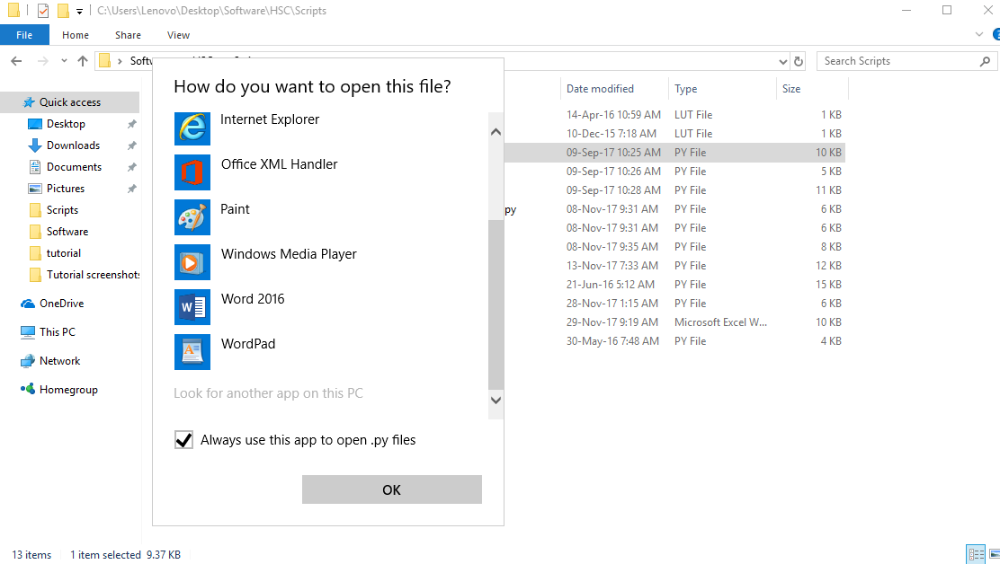 C:\Users\Lenovo\Desktop\Software\HSC\Scripts
File Home Share View
Search Scripts
How do you want to open this file?
Internet Explorer
Office XML Handler
Paint
Windows Media Player
Word 2016
WordPad
Look for another app on this PC
Always use this app to open .py files
OK
Quick access
Desktop
Downloads
Documents
Pictures
Scripts
Software
tutorial
Tutorial screenshots
OneDrive
This PC
Network
Homegroup
Date modified Type Size
14-Apr-16 10:59 AM LUT File 1 KB
10-Dec-15 7:18 AM LUT File 1 KB
09-Sep-17 10:25 AM PY File 10 KB
09-Sep-17 10:26 AM PY File 5 KB
09-Sep-17 10:28 AM PY File 11 KB
py 08-Nov-17 9:31 AM PY File 6 KB
08-Nov-17 9:31 AM PY File 6 KB
08-Nov-17 9:35 AM PY File 8 KB
13-Nov-17 7:33 AM PY File 12 KB
21-Jun-16 5:12 AM PY File 15 KB
28-Nov-17 1:15 AM PY File 6 KB
29-Nov-17 9:19 AM Microsoft Excel W... 10 KB
30-May-16 7:48 AM PY File 4 KB
13 items 1 item selected 9.37 KB